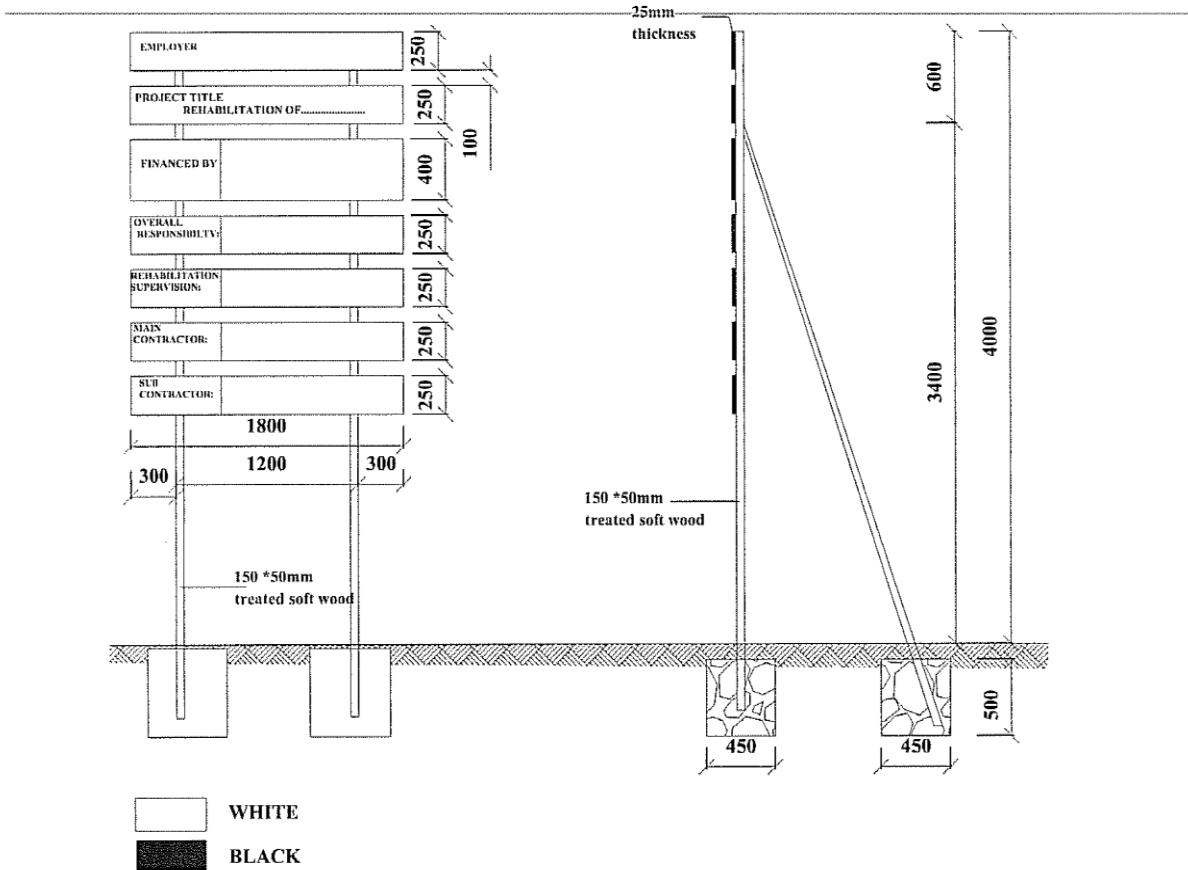 EMPLOYER
250
PROJECT TITLE
REHABILITATION OF.....................
250
100
FINANCED BY
400
OVERALL
RESPONSIBILTY:
250
REHABILITATION
SUPERVISION:
250
MAIN
CONTRACTOR:
250
SUB
CONTRACTOR:
250
1800
300
1200
300
150 *50mm
treated soft wood
25mm
thickness
600
3400
4000
150 *50mm
treated soft wood
500
450
450
WHITE
BLACK